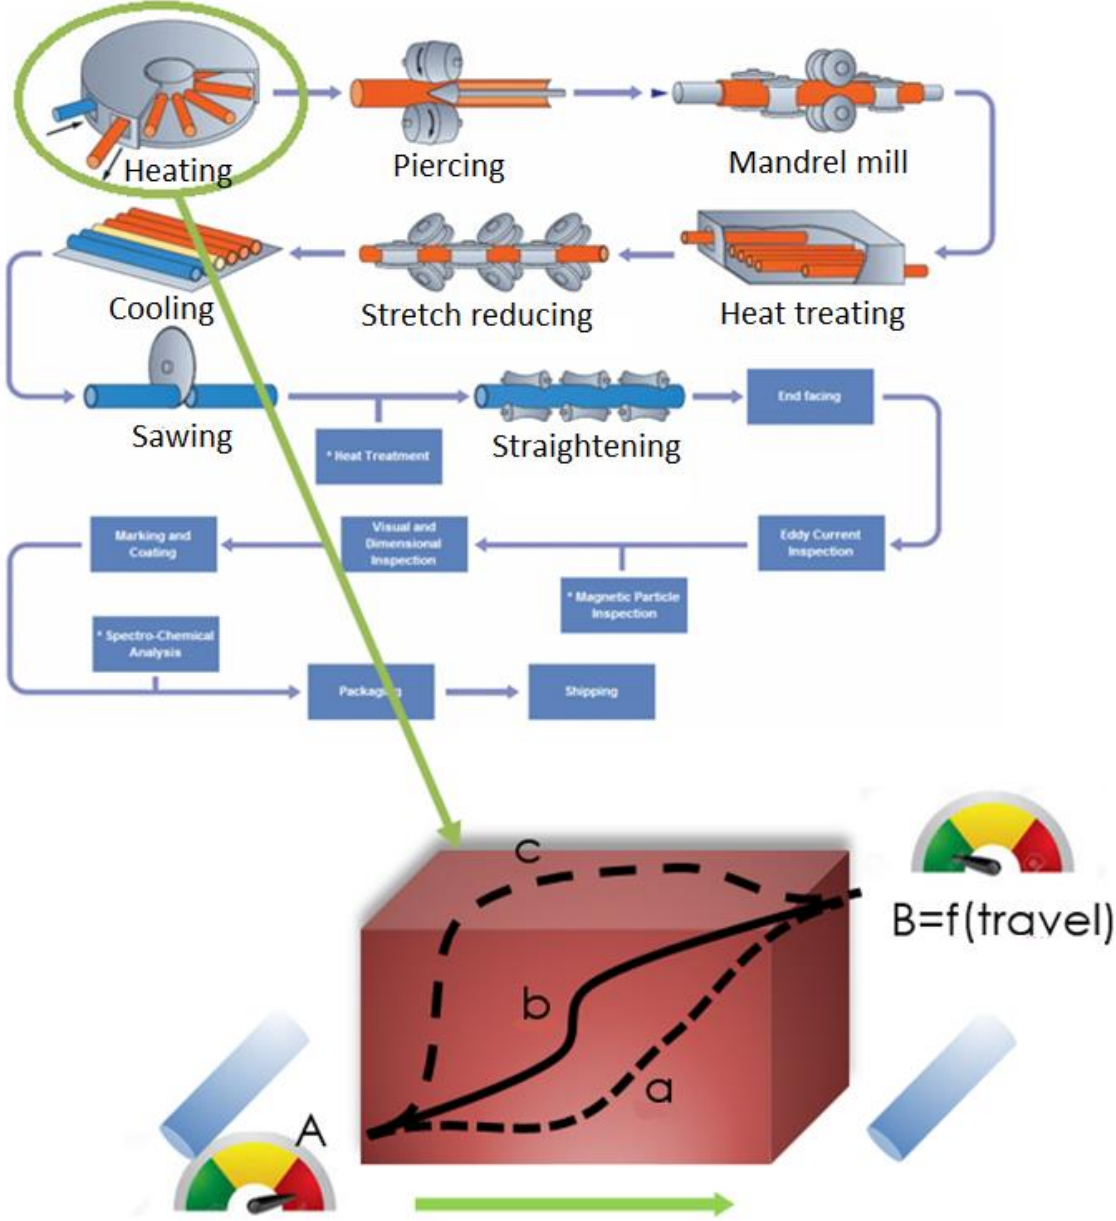 Heating
Piercing
Mandrel mill
Cooling
Stretch reducing
Heat treating
Sawing
* Heat Treatment
Straightening
End facing
Marking and
Coating
Visual and
Dimensional
Inspection
Eddy Current
Inspection
* Magnetic Particle
Inspection
* Spectro-Chemical
Analysis
Packaging
Shipping
c
B=f(travel)
b
a
A